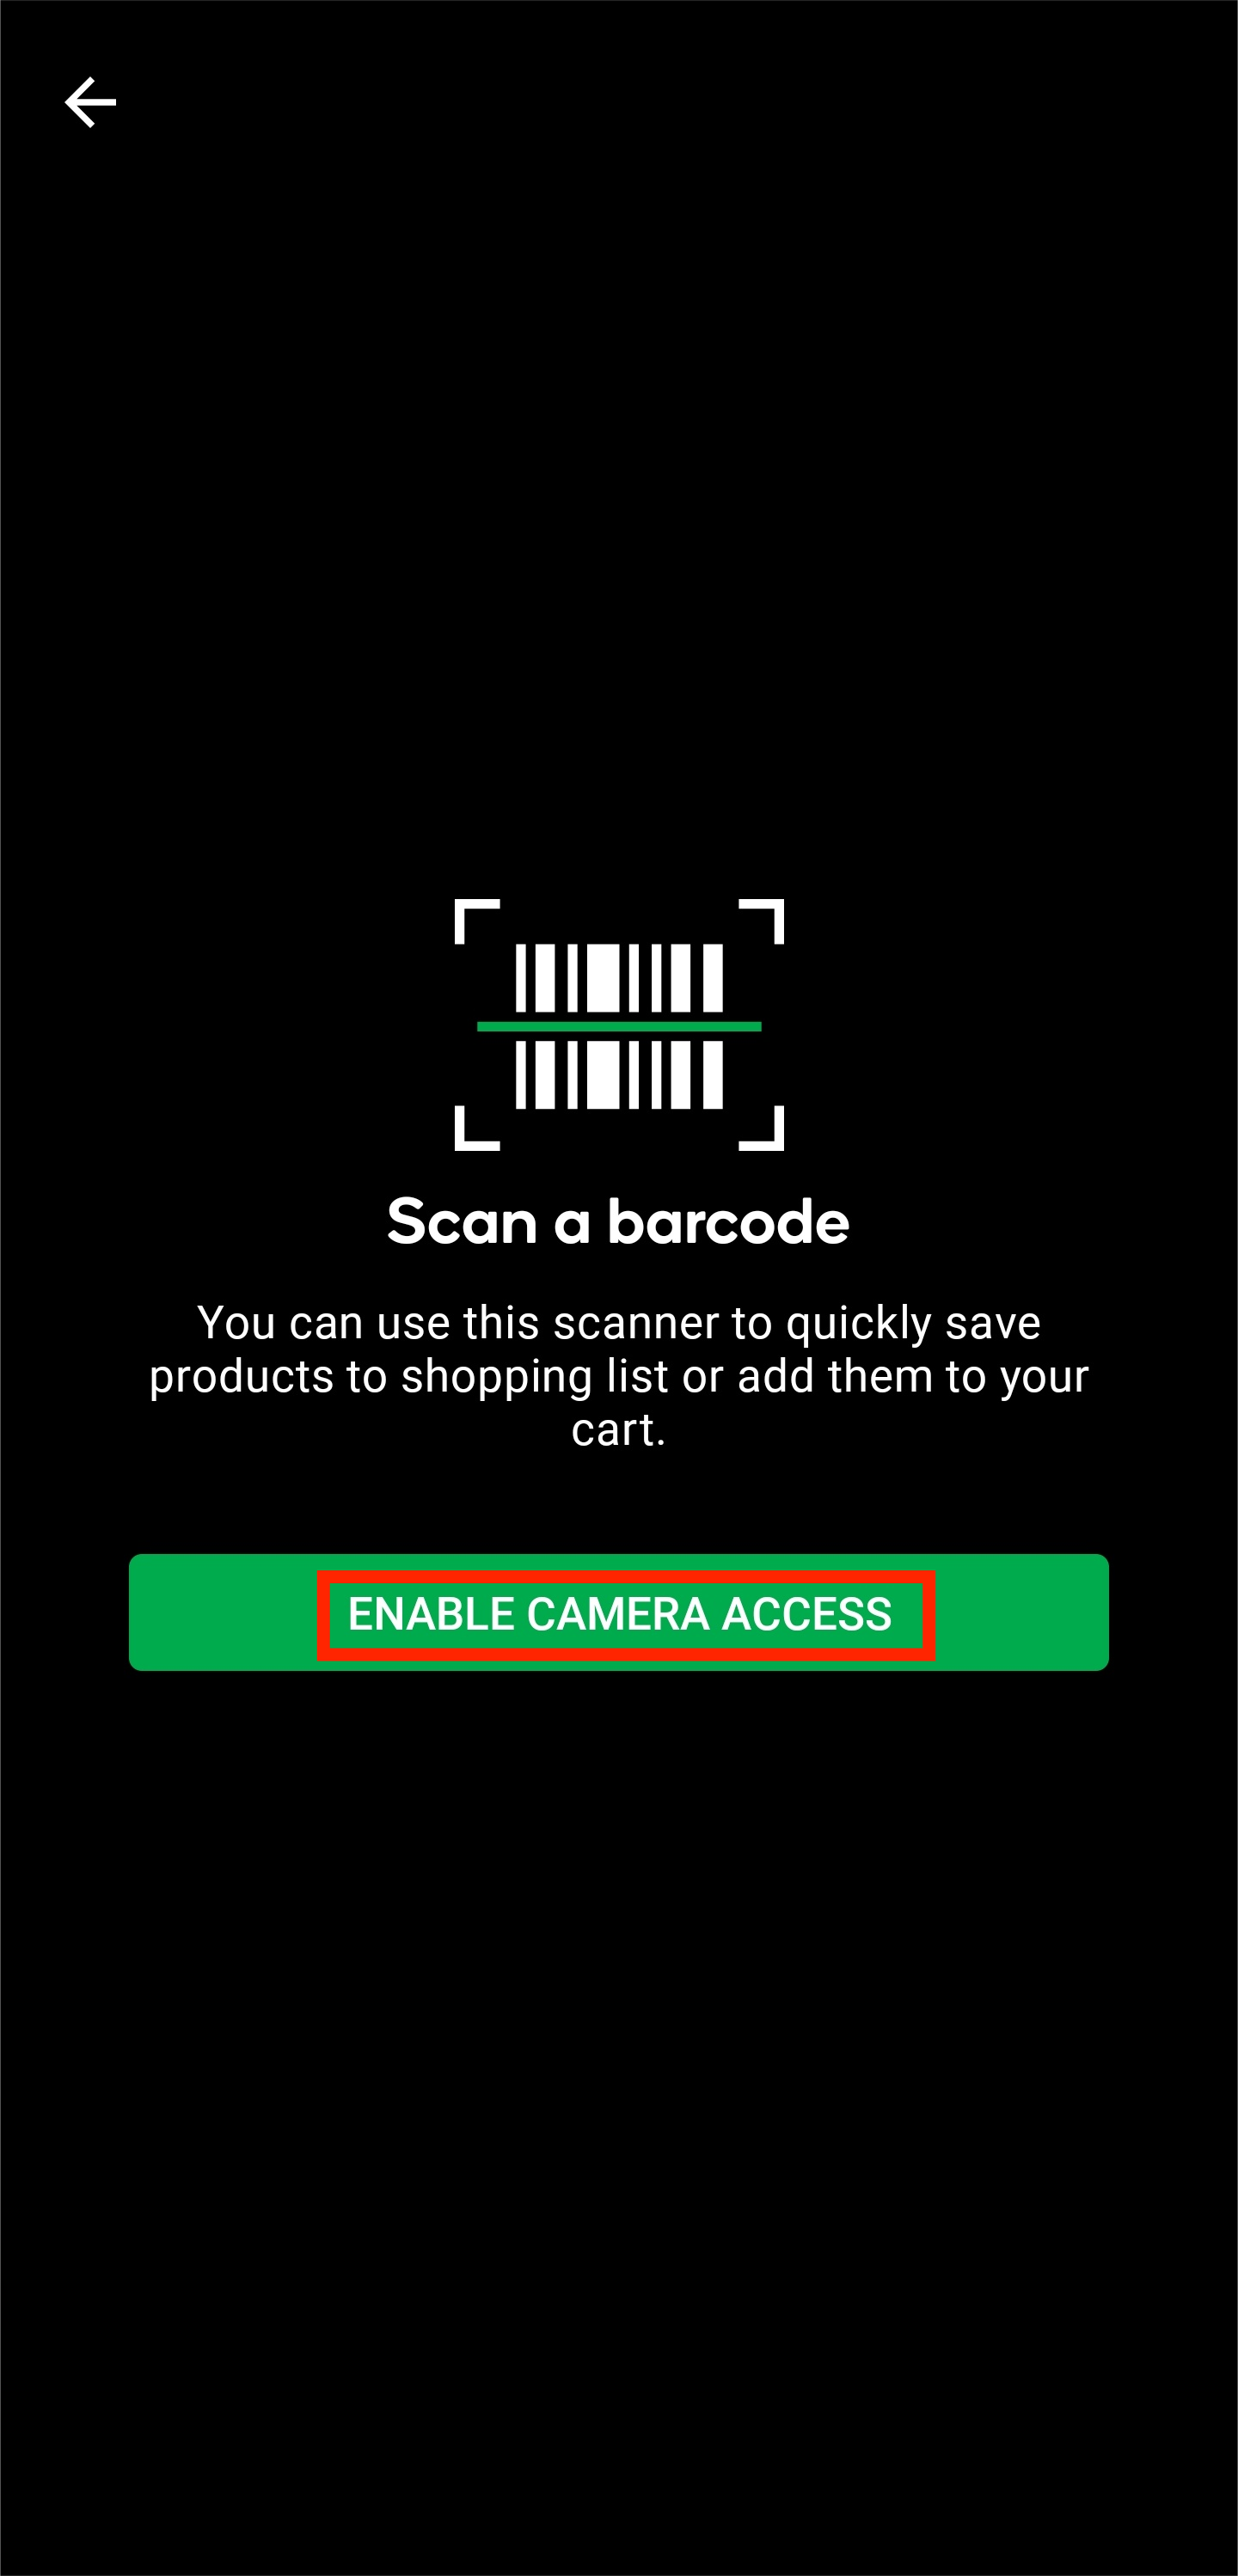 Scan a barcode
You can use this scanner to quickly save
products to shopping list or add them to your
cart.
ENABLE CAMERA ACCESS